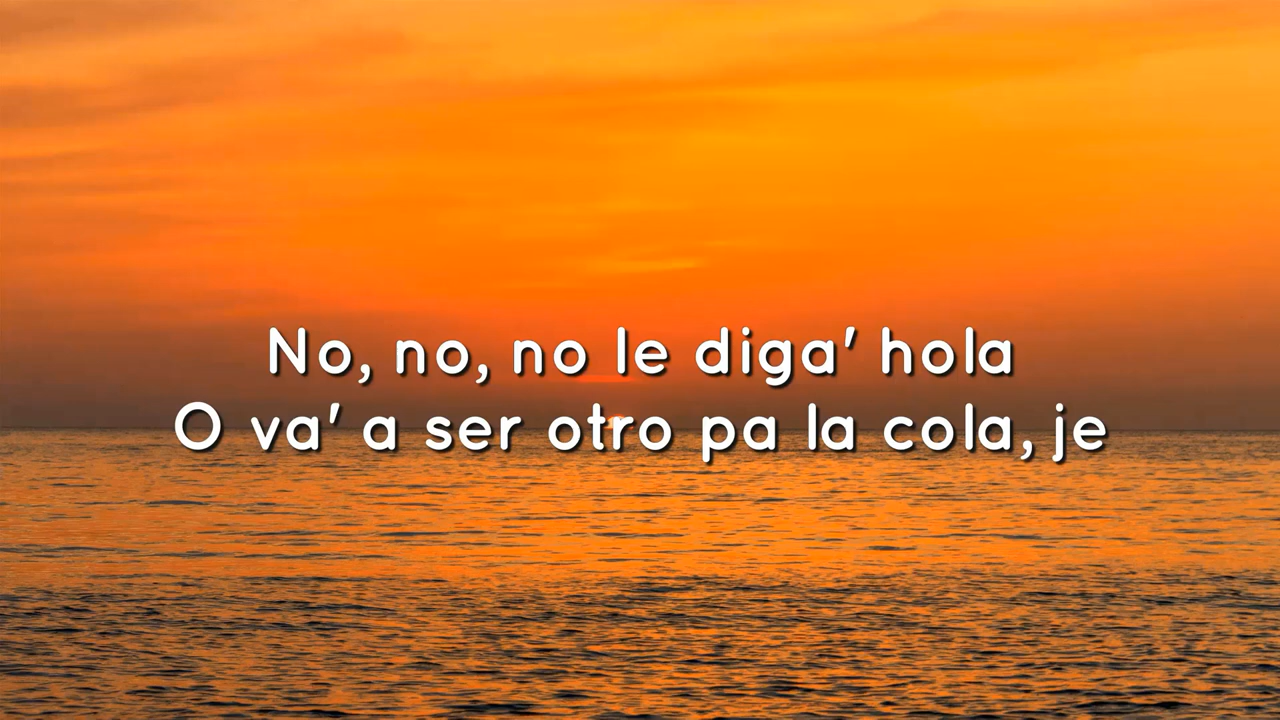 No, no, no le diga' hola
O va' a ser otro pa la cola, je